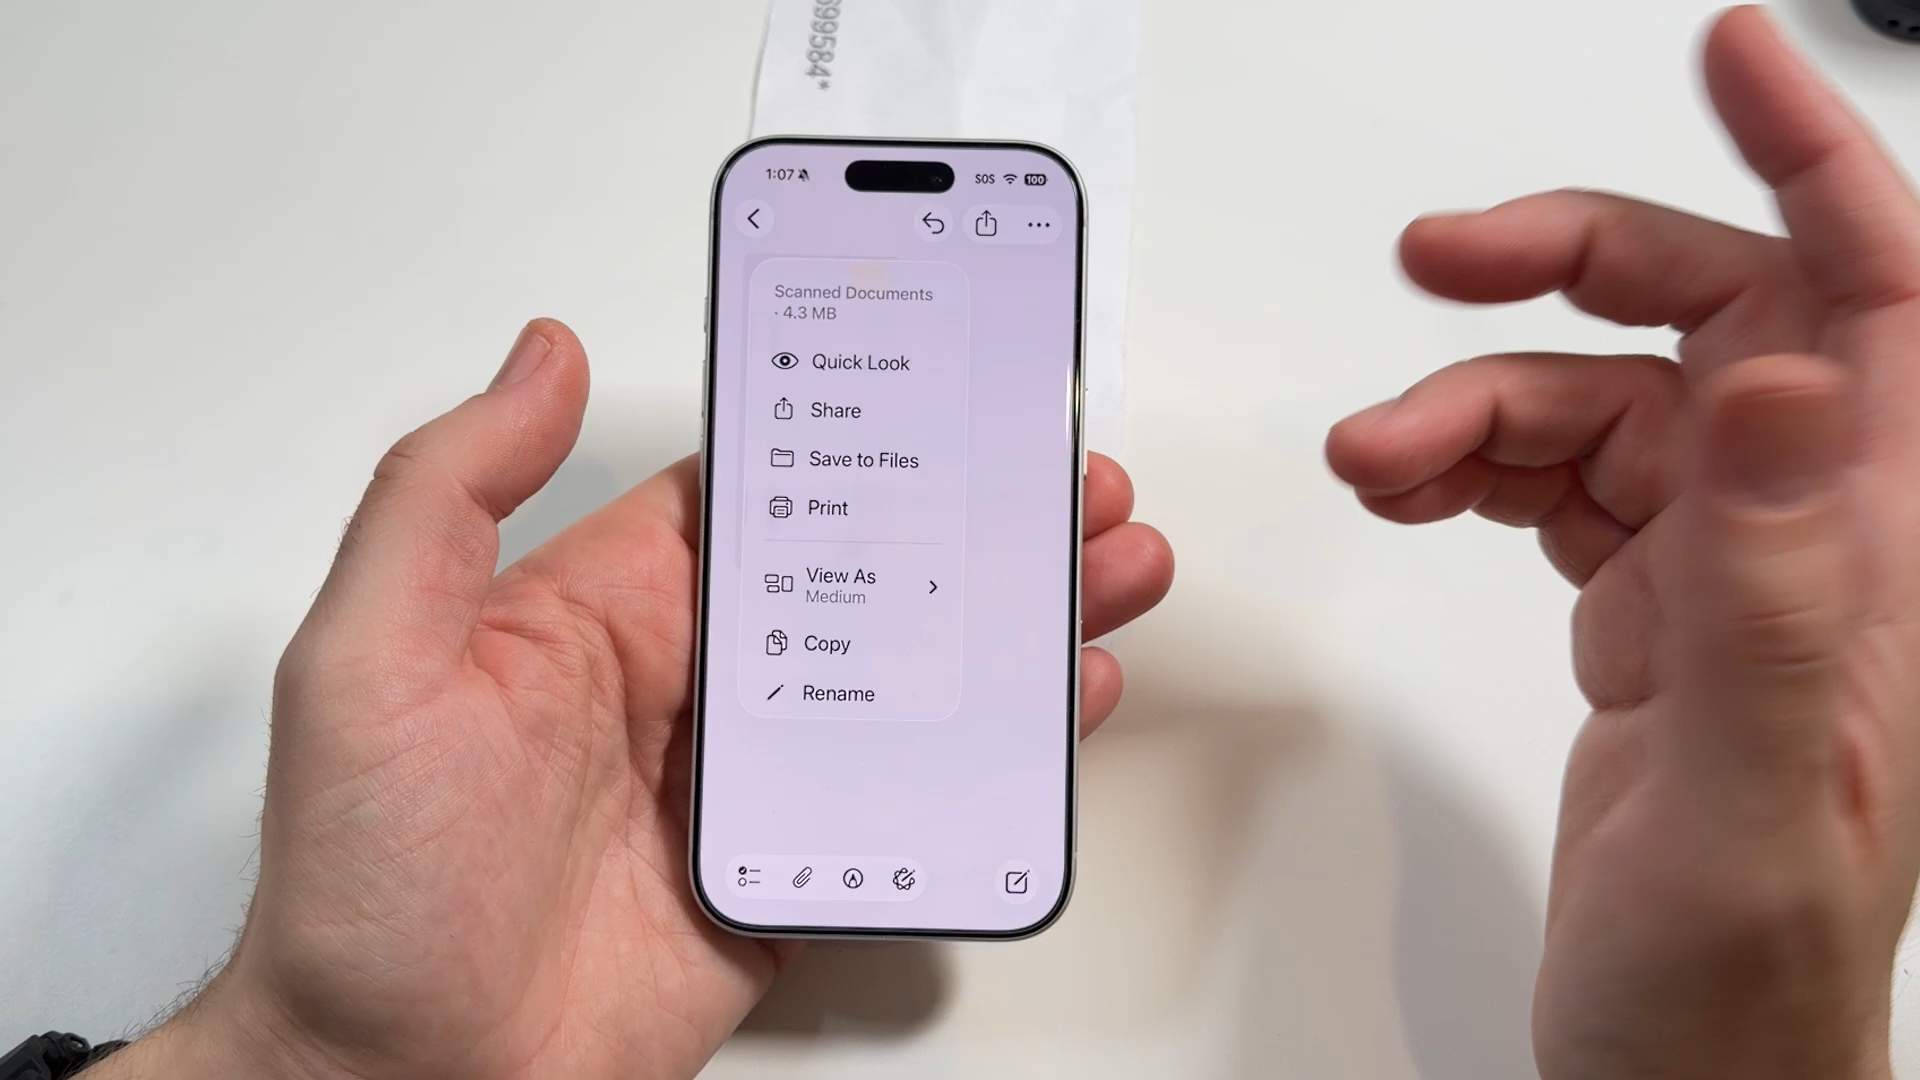 699584*
1:07
SOS
100
Scanned Documents
· 4.3 MB
Quick Look
Share
Save to Files
Print
View As
Medium
Copy
Rename